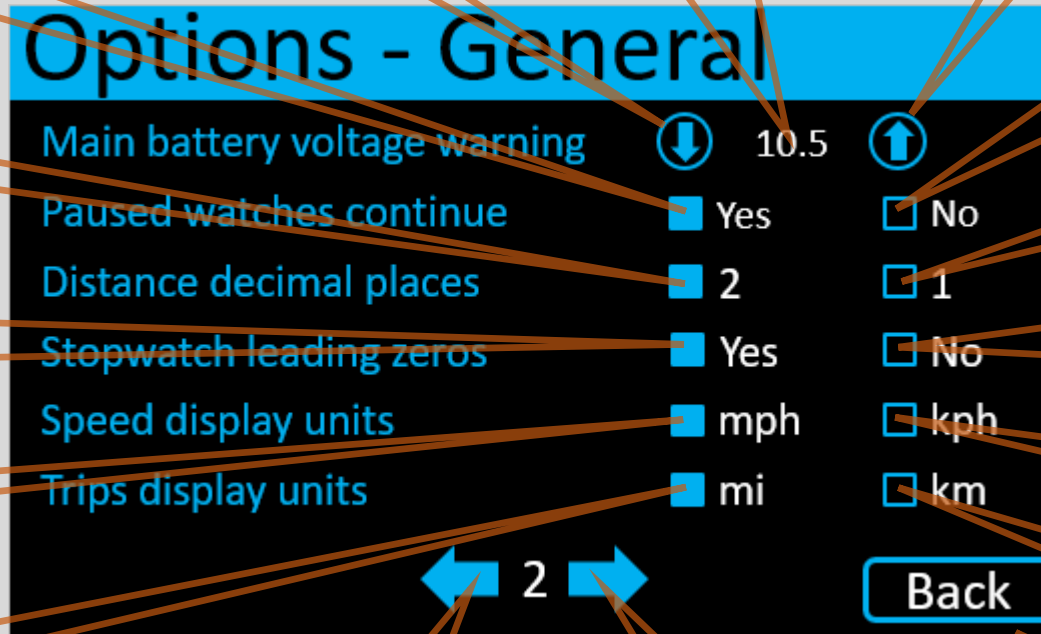 Options - General
Main battery voltage warning 10.5
Paused watches continue Yes No
Distance decimal places 2 1
Stopwatch leading zeros Yes No
Speed display units mph kph
Trips display units mi km
2
Back